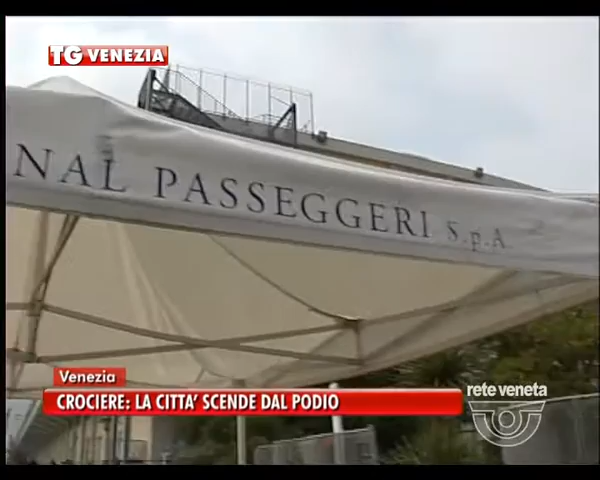 TG VENEZIA
NAL PASSEGGERI S.p.A
Venezia
CROCIERE: LA CITTA' SCENDE DAL PODIO
rete veneta